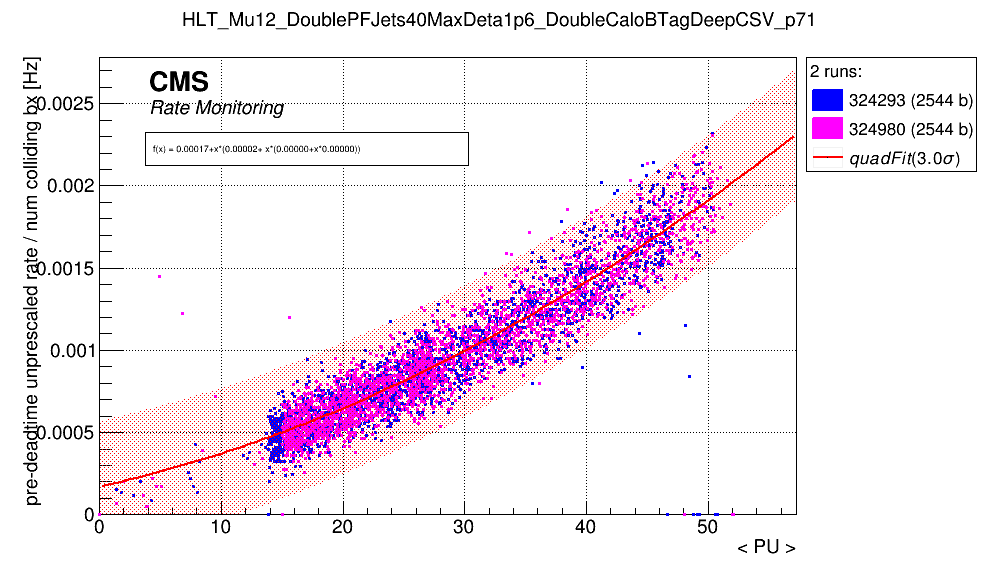 HLT_Mu12_DoublePFJets40MaxDeta1p6_DoubleCaloBTagDeepCSV_p71
pre-deadtime unprescaled rate / num colliding bx [Hz]
CMS
Rate Monitoring
f(x) = 0.00017+x*(0.00002+ x*(0.00000+x*0.00000))
2 runs:
324293 (2544 b)
324980 (2544 b)
quadFit(3.0σ)
0.0025
0.002
0.0015
0.001
0.0005
0
0
10
20
30
40
50
< PU >